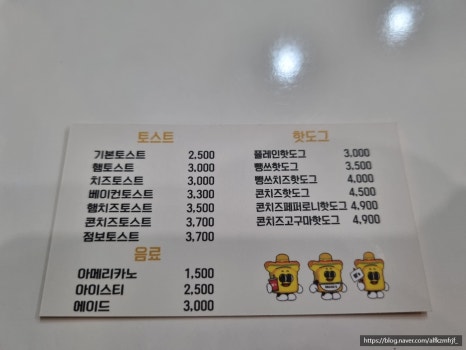 토스트
기본토스트 2,500
햄토스트 3,000
치즈토스트 3,000
베이컨토스트 3,300
햄치즈토스트 3,500
콘치즈토스트 3,700
점보토스트 3,700
음료
아메리카노 1,500
아이스티 2,500
에이드 3,000
핫도그
플레인핫도그 3,000
빵쓰핫도그 3,500
빵쓰치즈핫도그 4,000
콘치즈핫도그 4,500
콘치즈페퍼로니핫도그 4,900
콘치즈고구마핫도그 4,900
https://blog.naver.com/alfkzmfrjf_